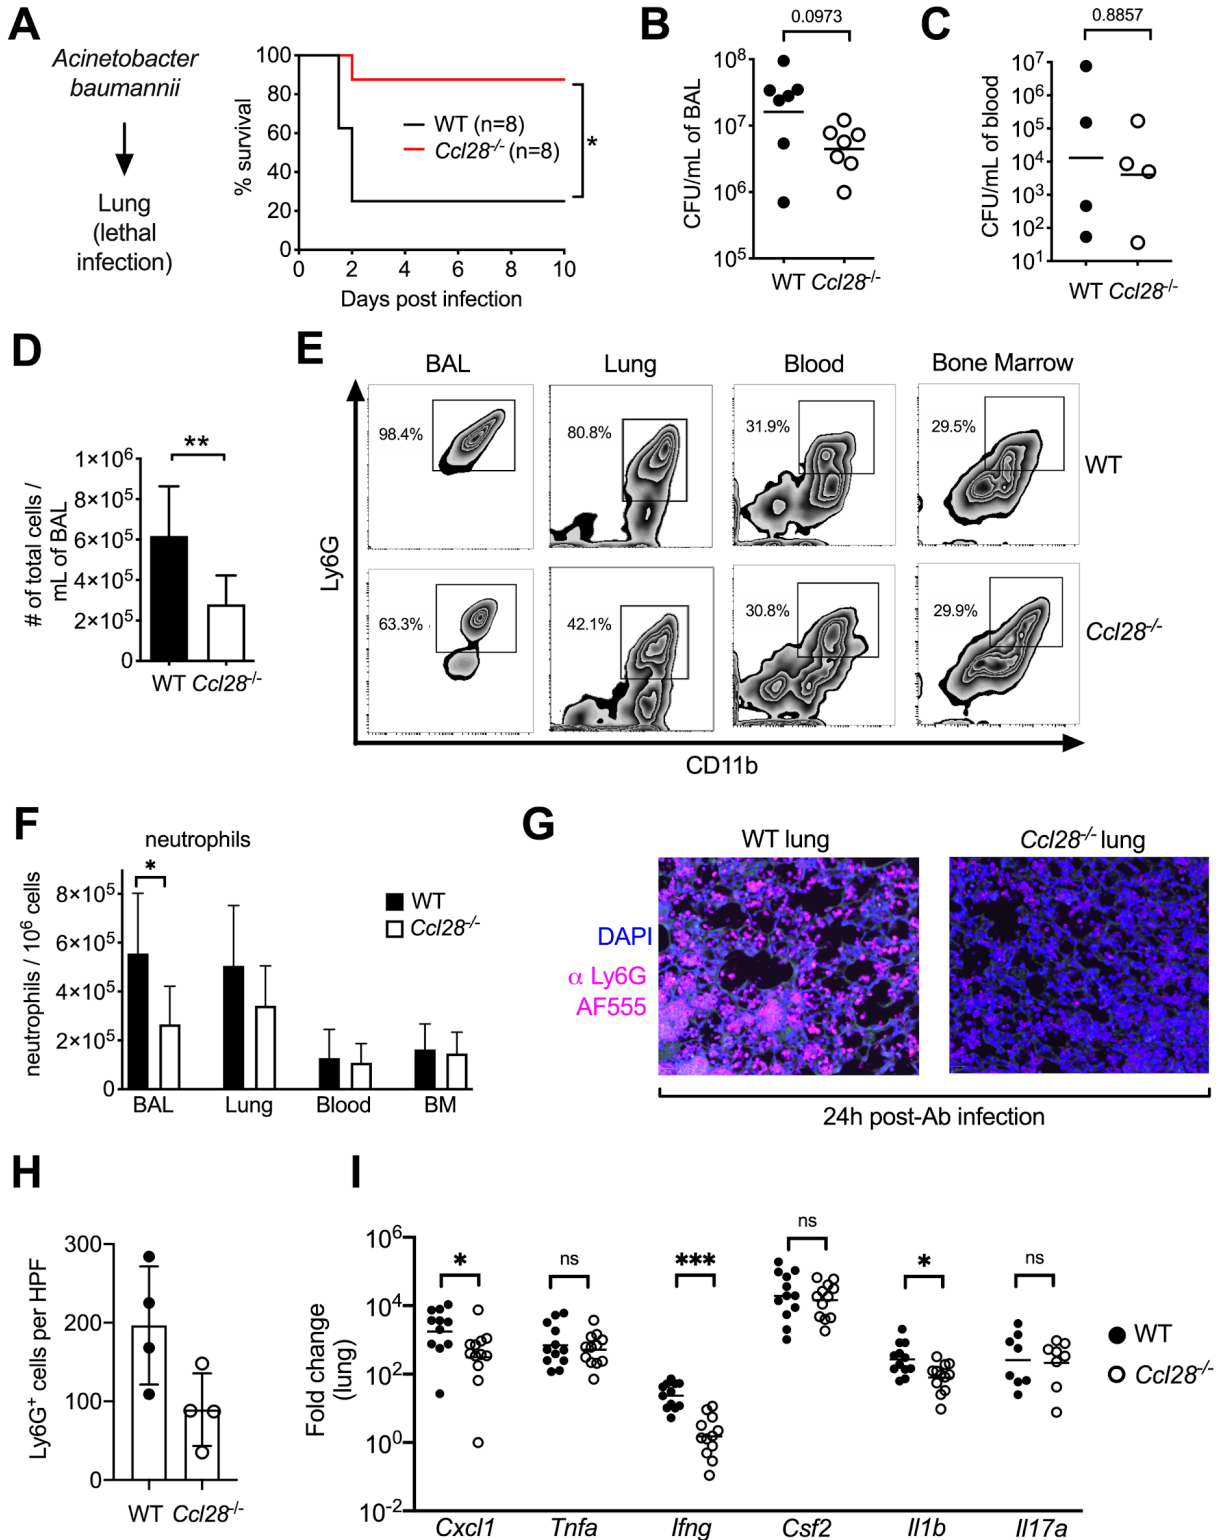 A
Acinetobacter
baumannii
Lung
(lethal
infection)
% survival
100
80
60
40
20
0
WT (n=8)
Ccl28-/- (n=8)
*
0 2 4 6 8 10
Days post infection
B
0.0973
CFU/mL of BAL
10^8
10^7
10^6
10^5
WT Ccl28-/-
C
0.8857
CFU/mL of blood
10^7
10^6
10^5
10^4
10^3
10^2
10^1
WT Ccl28-/-
D
**
# of total cells /
mL of BAL
1×10^6
8×10^5
6×10^5
4×10^5
2×10^5
0
WT Ccl28-/-
E
BAL Lung Blood Bone Marrow
98.4% 80.8% 31.9% 29.5%
WT
Ly6G
63.3% 42.1% 30.8% 29.9%
Ccl28-/-
CD11b
F
neutrophils
*
neutrophils / 10^6 cells
8×10^5
6×10^5
4×10^5
2×10^5
0
WT
Ccl28-/-
BAL Lung Blood BM
G
WT lung Ccl28-/- lung
DAPI
α Ly6G
AF555
24h post-Ab infection
H
Ly6G+ cells per HPF
300
200
100
0
WT Ccl28-/-
I
Fold change
(lung)
10^6
10^4
10^2
10^0
10^-2
* ns *** ns * ns
WT
Ccl28-/-
Cxcl1 Tnfa Ifng Csf2 Il1b Il17a